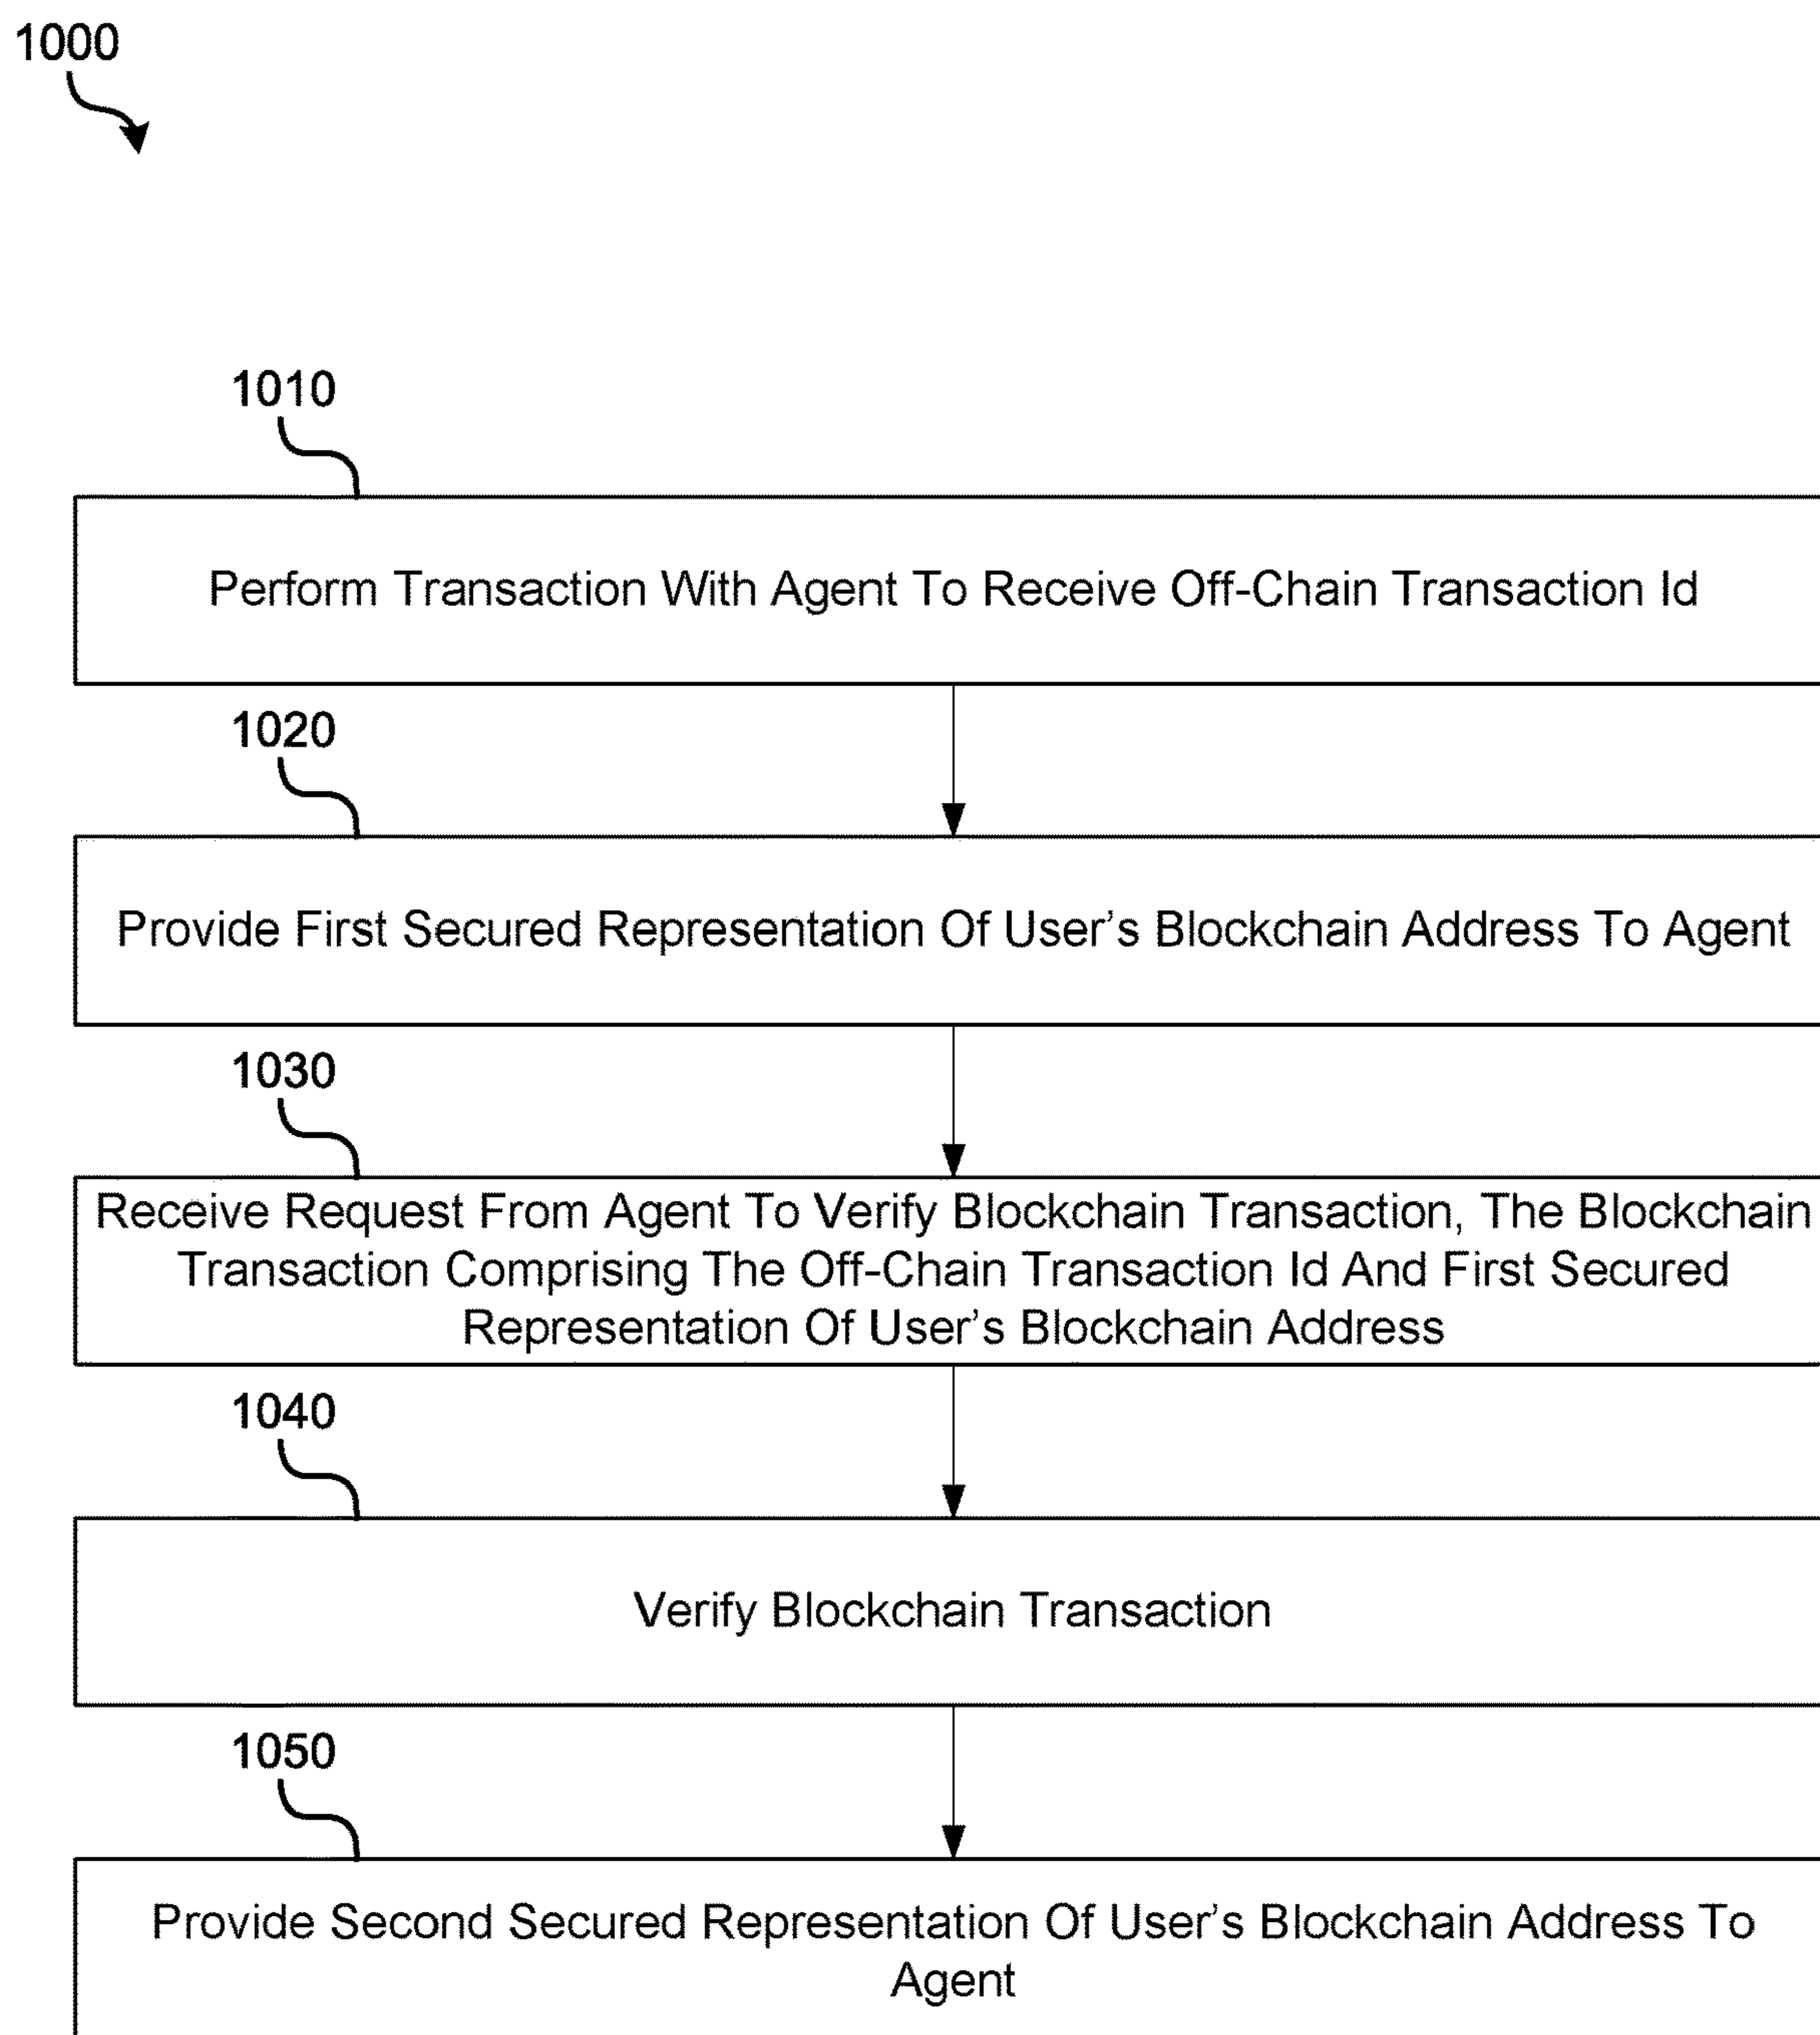 1000
1010
Perform Transaction With Agent To Receive Off-Chain Transaction Id
1020
Provide First Secured Representation Of User’s Blockchain Address To Agent
1030
Receive Request From Agent To Verify Blockchain Transaction, The Blockchain
Transaction Comprising The Off-Chain Transaction Id And First Secured
Representation Of User’s Blockchain Address
1040
Verify Blockchain Transaction
1050
Provide Second Secured Representation Of User’s Blockchain Address To
Agent